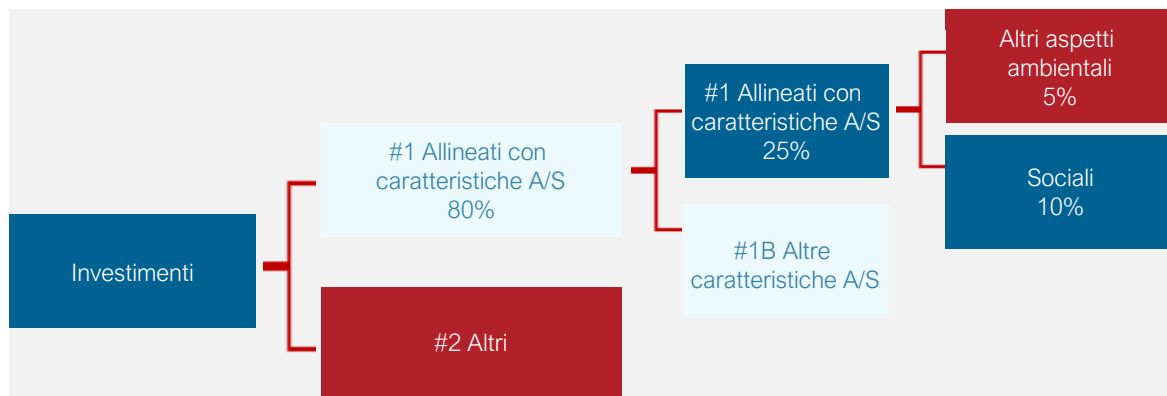 Investimenti
#1 Allineati con
caratteristiche A/S
80%
#2 Altri
#1 Allineati con
caratteristiche A/S
25%
#1B Altre
caratteristiche A/S
Altri aspetti
ambientali
5%
Sociali
10%